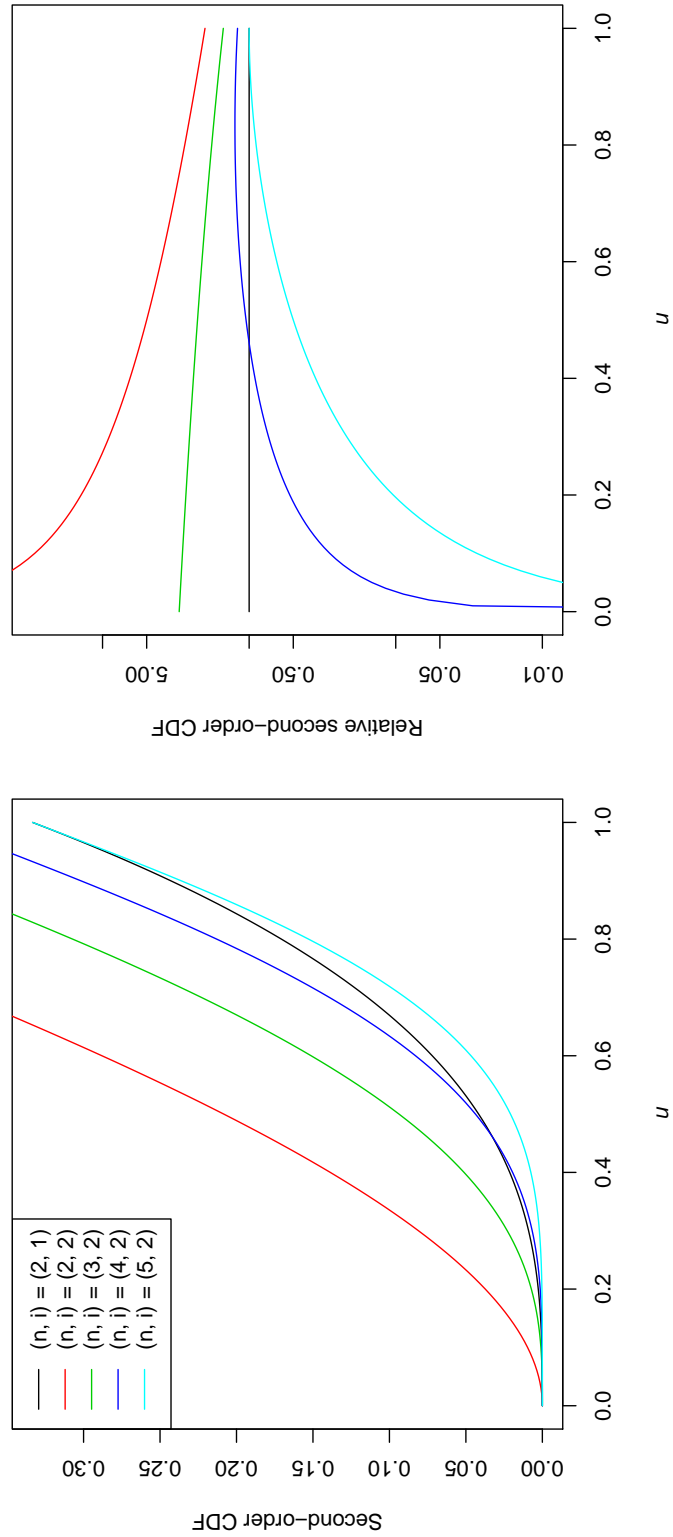 (n, i) = (2, 1)
(n, i) = (2, 2)
(n, i) = (3, 2)
(n, i) = (4, 2)
(n, i) = (5, 2)
0.30
0.25
0.20
0.15
0.10
0.05
0.00
Second−order CDF
0.0 0.2 0.4 0.6 0.8 1.0
u
5.00
0.50
0.05
0.01
Relative second−order CDF
0.0 0.2 0.4 0.6 0.8 1.0
u